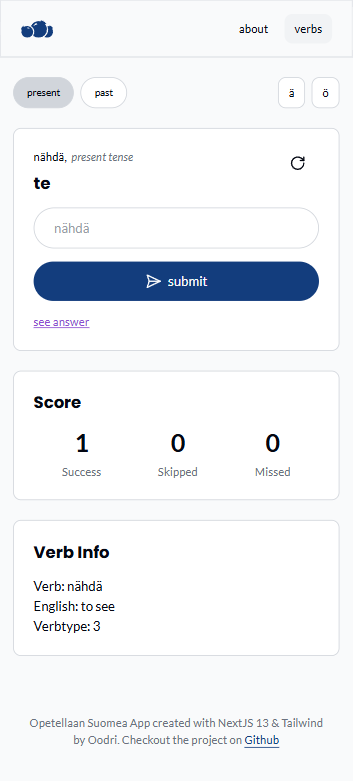 about verbs
present past ä ö
nähdä, present tense
te
nähdä
submit
see answer
Score
1 0 0
Success Skipped Missed
Verb Info
Verb: nähdä
English: to see
Verbtype: 3
Opetellaan Suomea App created with NextJS 13 & Tailwind
by Oodri. Checkout the project on Github